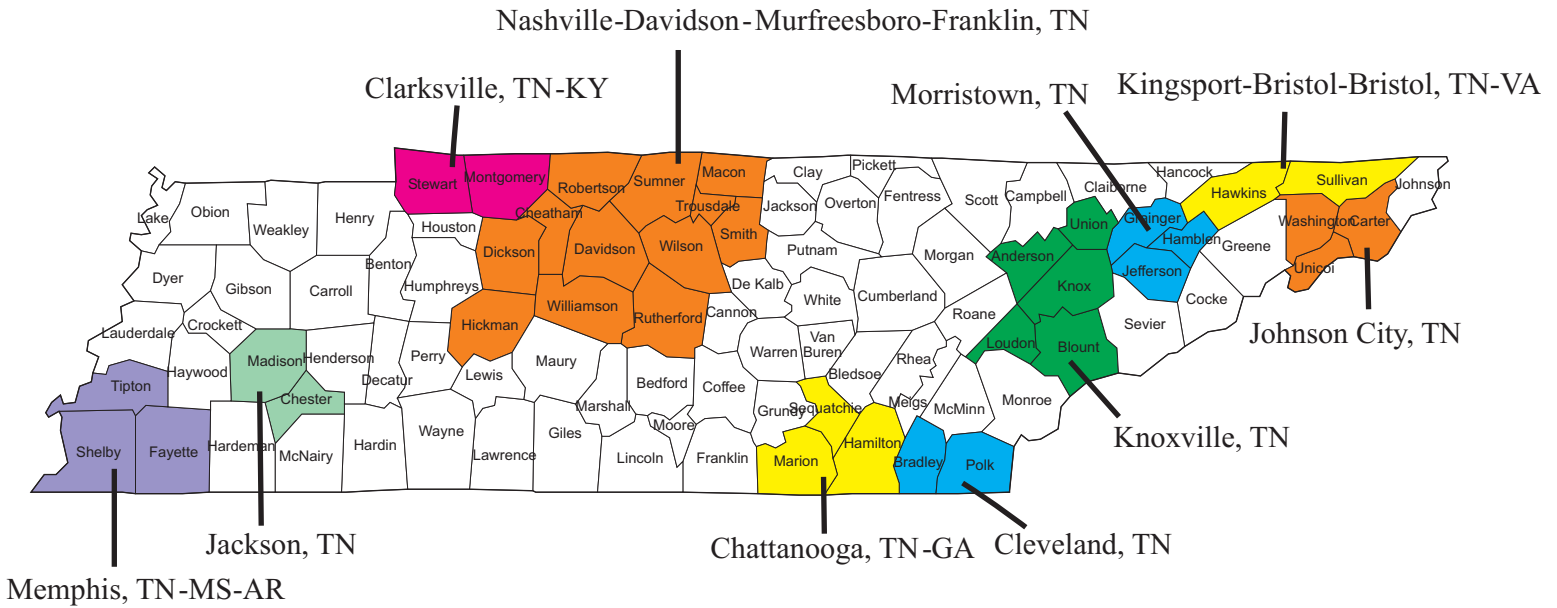 Nashville-Davidson-Murfreesboro-Franklin, TN
Clarksville, TN-KY
Morristown, TN
Kingsport-Bristol-Bristol, TN-VA
Stewart
Montgomery
Robertson
Sumner
Macon
Clay
Pickett
Hancock
Claiborne
Hawkins
Sullivan
Johnson
Lake
Obion
Weakley
Henry
Houston
Cheatham
Trousdale
Jackson
Overton
Fentress
Scott
Campbell
Union
Grainger
Hamblen
Greene
Washington
Carter
Unicoi
Dyer
Gibson
Carroll
Benton
Humphreys
Dickson
Davidson
Wilson
Smith
Putnam
De Kalb
White
Cumberland
Morgan
Anderson
Knox
Jefferson
Cocke
Sevier
Lauderdale
Crockett
Madison
Henderson
Decatur
Perry
Hickman
Williamson
Rutherford
Cannon
Warren
Van
Buren
Bledsoe
Rhea
Roane
Loudon
Blount
Johnson City, TN
Tipton
Haywood
Chester
Lewis
Maury
Marshall
Bedford
Coffee
Grundy
Sequatchie
Meigs
McMinn
Monroe
Shelby
Fayette
Hardeman
McNairy
Hardin
Wayne
Lawrence
Giles
Moore
Lincoln
Franklin
Marion
Hamilton
Bradley
Polk
Knoxville, TN
Jackson, TN
Chattanooga, TN-GA
Cleveland, TN
Memphis, TN-MS-AR